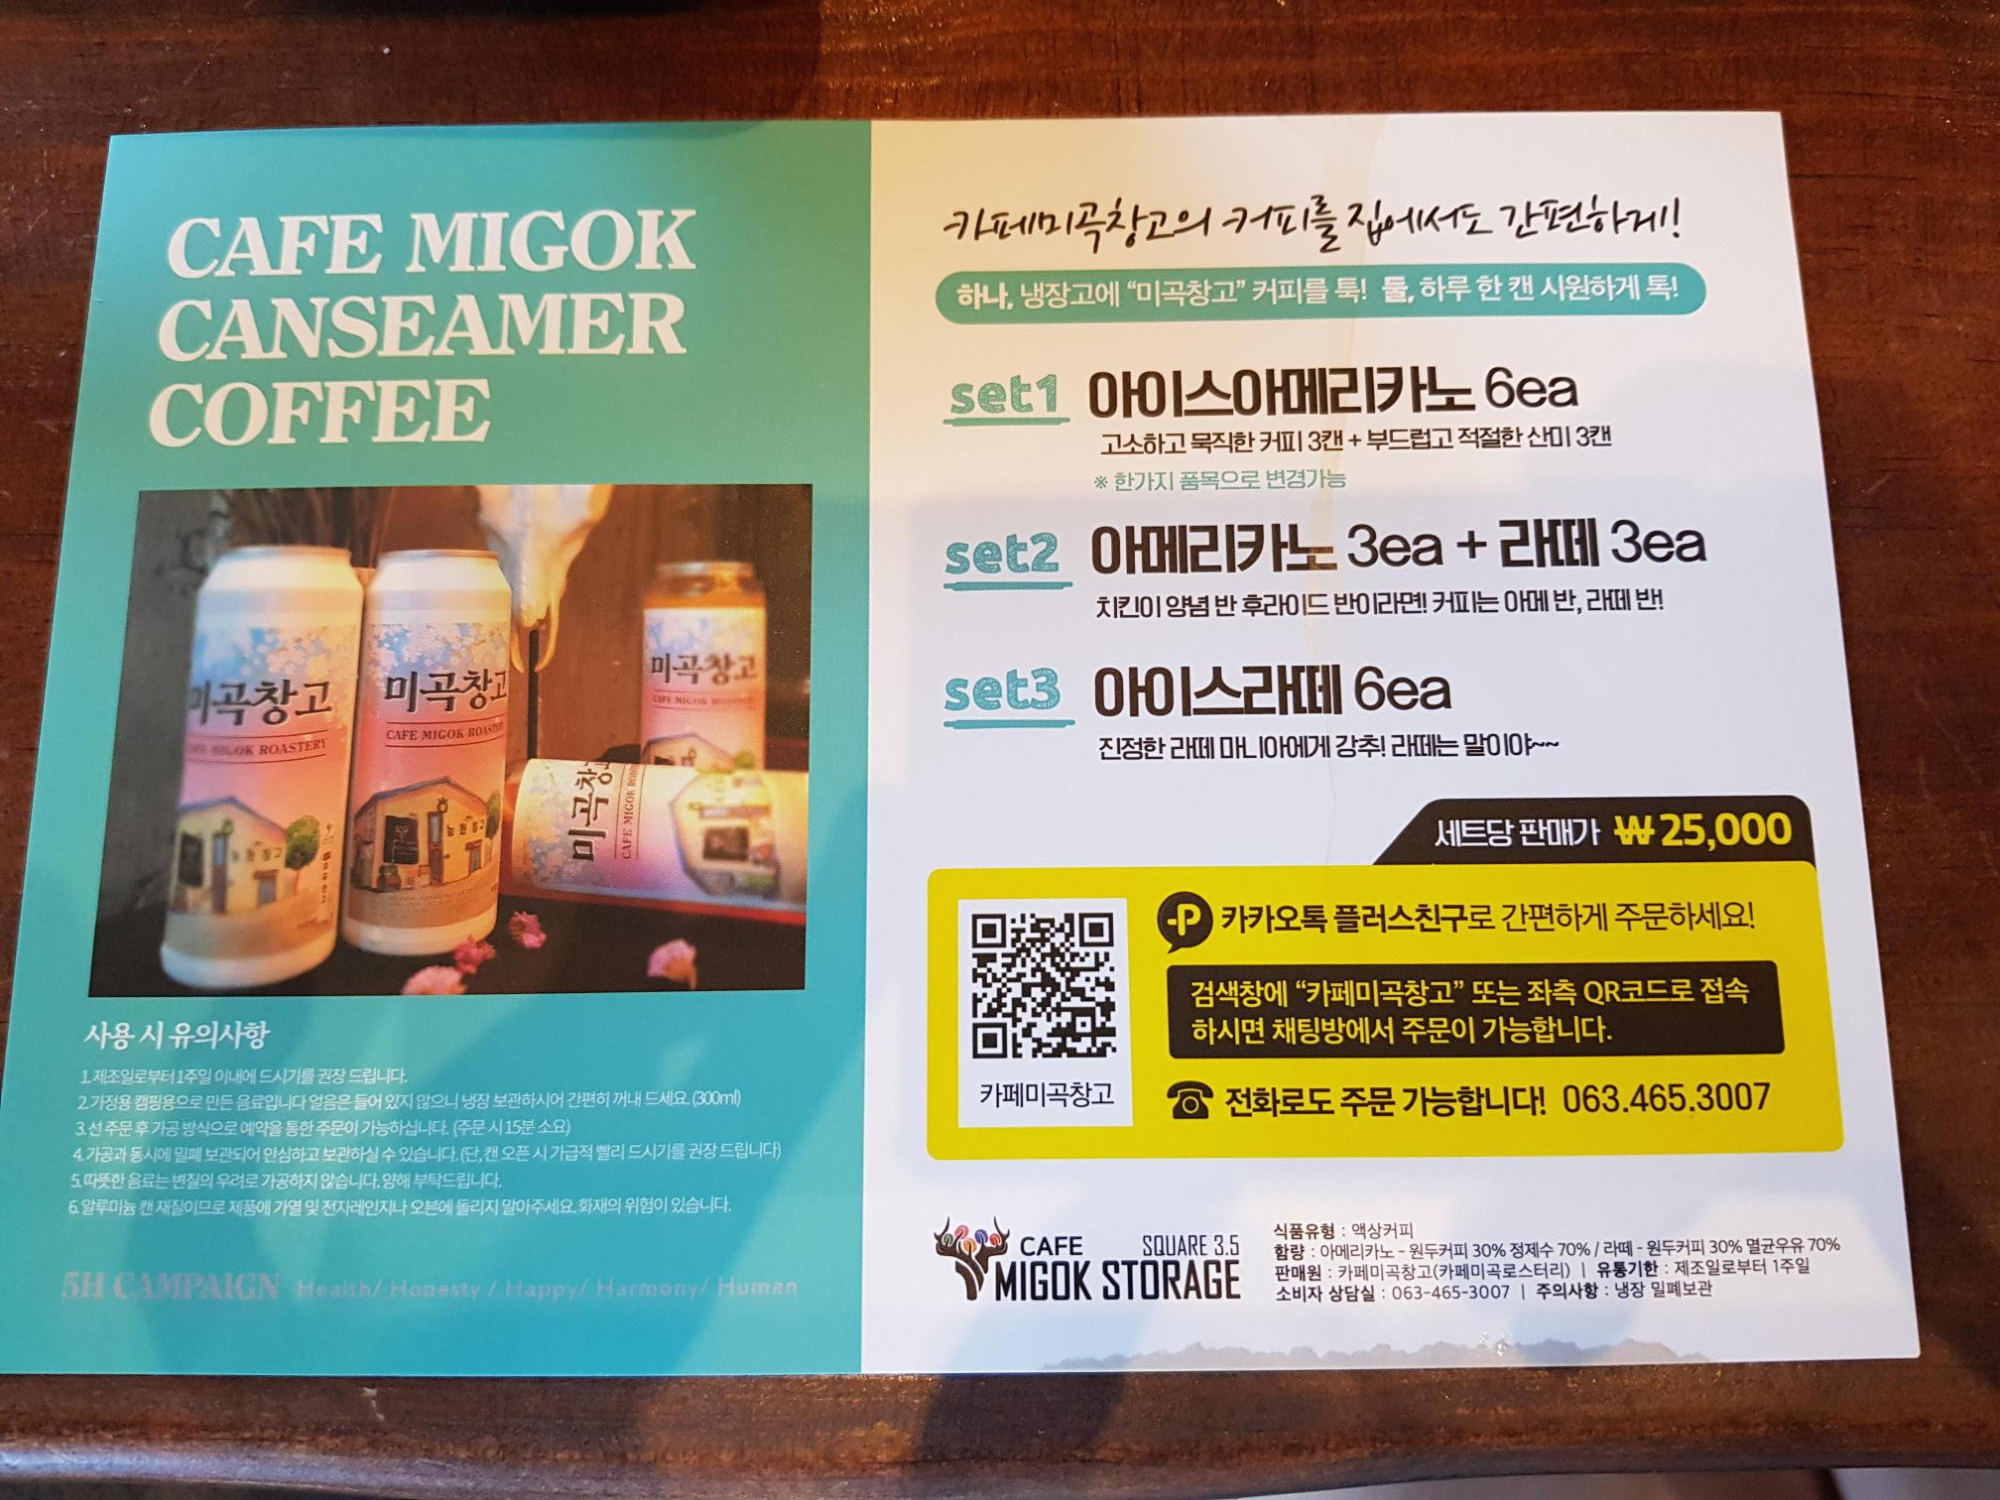 CAFE MIGOK
CANSEAMER
COFFEE
미곡창고
CAFE MIGOK ROASTERY
미곡창고
CAFE MIGOK ROASTERY
미곡창고
CAFE MIGOK ROASTERY
미곡창고
CAFE MIGOK
사용 시 유의사항
1. 제조일로부터 1주일 이내에 드시기를 권장 드립니다.
2. 가정용 캠핑용으로 만든 음료입니다 얼음은 들어 있지 않으니 냉장 보관하시어 간편히 꺼내 드세요. (300ml)
3. 선 주문 후 가공 방식으로 예약을 통한 주문이 가능하십니다. (주문 시 15분 소요)
4. 가공과 동시에 밀폐 보관되어 안심하고 보관하실 수 있습니다. (단, 캔 오픈 시 가급적 빨리 드시기를 권장 드립니다)
5. 따뜻한 음료는 변질의 우려로 가공하지 않습니다. 양해 부탁드립니다.
6. 알루미늄 캔 재질이므로 제품에 가열 및 전자레인지나 오븐에 돌리지 말아주세요. 화재의 위험이 있습니다.
5H CAMPAIGN Health/ Honesty / Happy/ Harmony/ Human
카페미곡창고의 커피를 집에서도 간편하게!
하나, 냉장고에 “미곡창고” 커피를 툭! 둘, 하루 한 캔 시원하게 톡!
set1 아이스아메리카노 6ea
고소하고 묵직한 커피 3캔 + 부드럽고 적절한 산미 3캔
※ 한가지 품목으로 변경가능
set2 아메리카노 3ea + 라떼 3ea
치킨이 양념 반 후라이드 반이라면! 커피는 아메 반, 라떼 반!
set3 아이스라떼 6ea
진정한 라떼 마니아에게 강추! 라떼는 말이야~~
세트당 판매가 ₩25,000
P 카카오톡 플러스친구로 간편하게 주문하세요!
검색창에 “카페미곡창고” 또는 좌측 QR코드로 접속
하시면 채팅방에서 주문이 가능합니다.
카페미곡창고
전화로도 주문 가능합니다! 063.465.3007
CAFE SQUARE 3.5
MIGOK STORAGE
식품유형 : 액상커피
함량 : 아메리카노 - 원두커피 30% 정제수 70% / 라떼 - 원두커피 30% 멸균우유 70%
판매원 : 카페미곡창고(카페미곡로스터리) | 유통기한 : 제조일로부터 1주일
소비자 상담실 : 063-465-3007 | 주의사항 : 냉장 밀폐보관